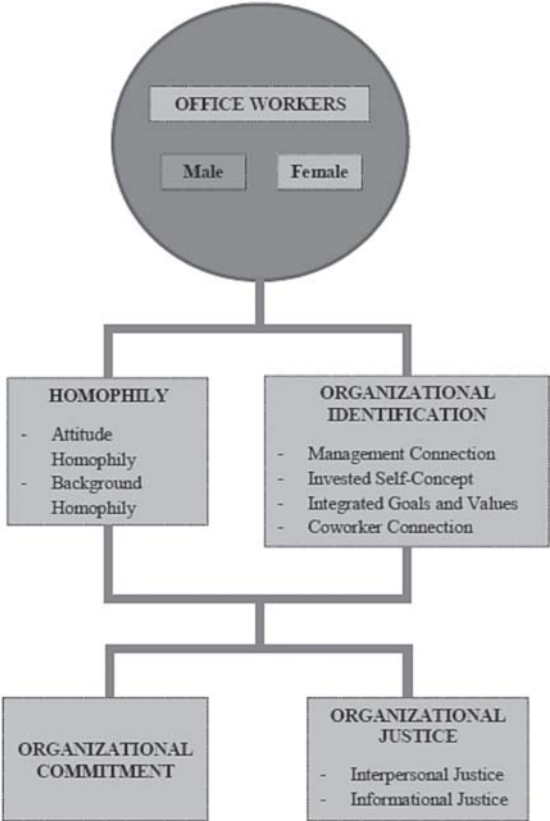 OFFICE WORKERS
Male
Female
HOMOPHILY
- Attitude
Homophily
- Background
Homophily
ORGANIZATIONAL
IDENTIFICATION
- Management Connection
- Invested Self-Concept
- Integrated Goals and Values
- Coworker Connection
ORGANIZATIONAL
COMMITMENT
ORGANIZATIONAL
JUSTICE
- Interpersonal Justice
- Informational Justice